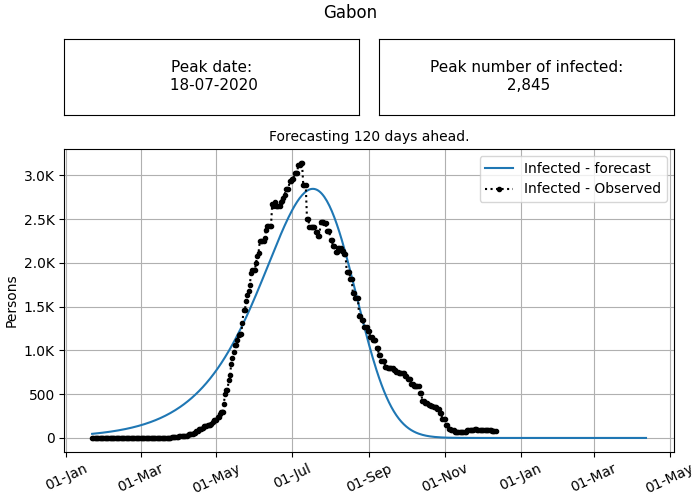 Gabon
Peak date:
18-07-2020
Peak number of infected:
2,845
Forecasting 120 days ahead.
Infected - forecast
Infected - Observed
Persons
3.0K
2.5K
2.0K
1.5K
1.0K
500
0
01-Jan
01-Mar
01-May
01-Jul
01-Sep
01-Nov
01-Jan
01-Mar
01-May